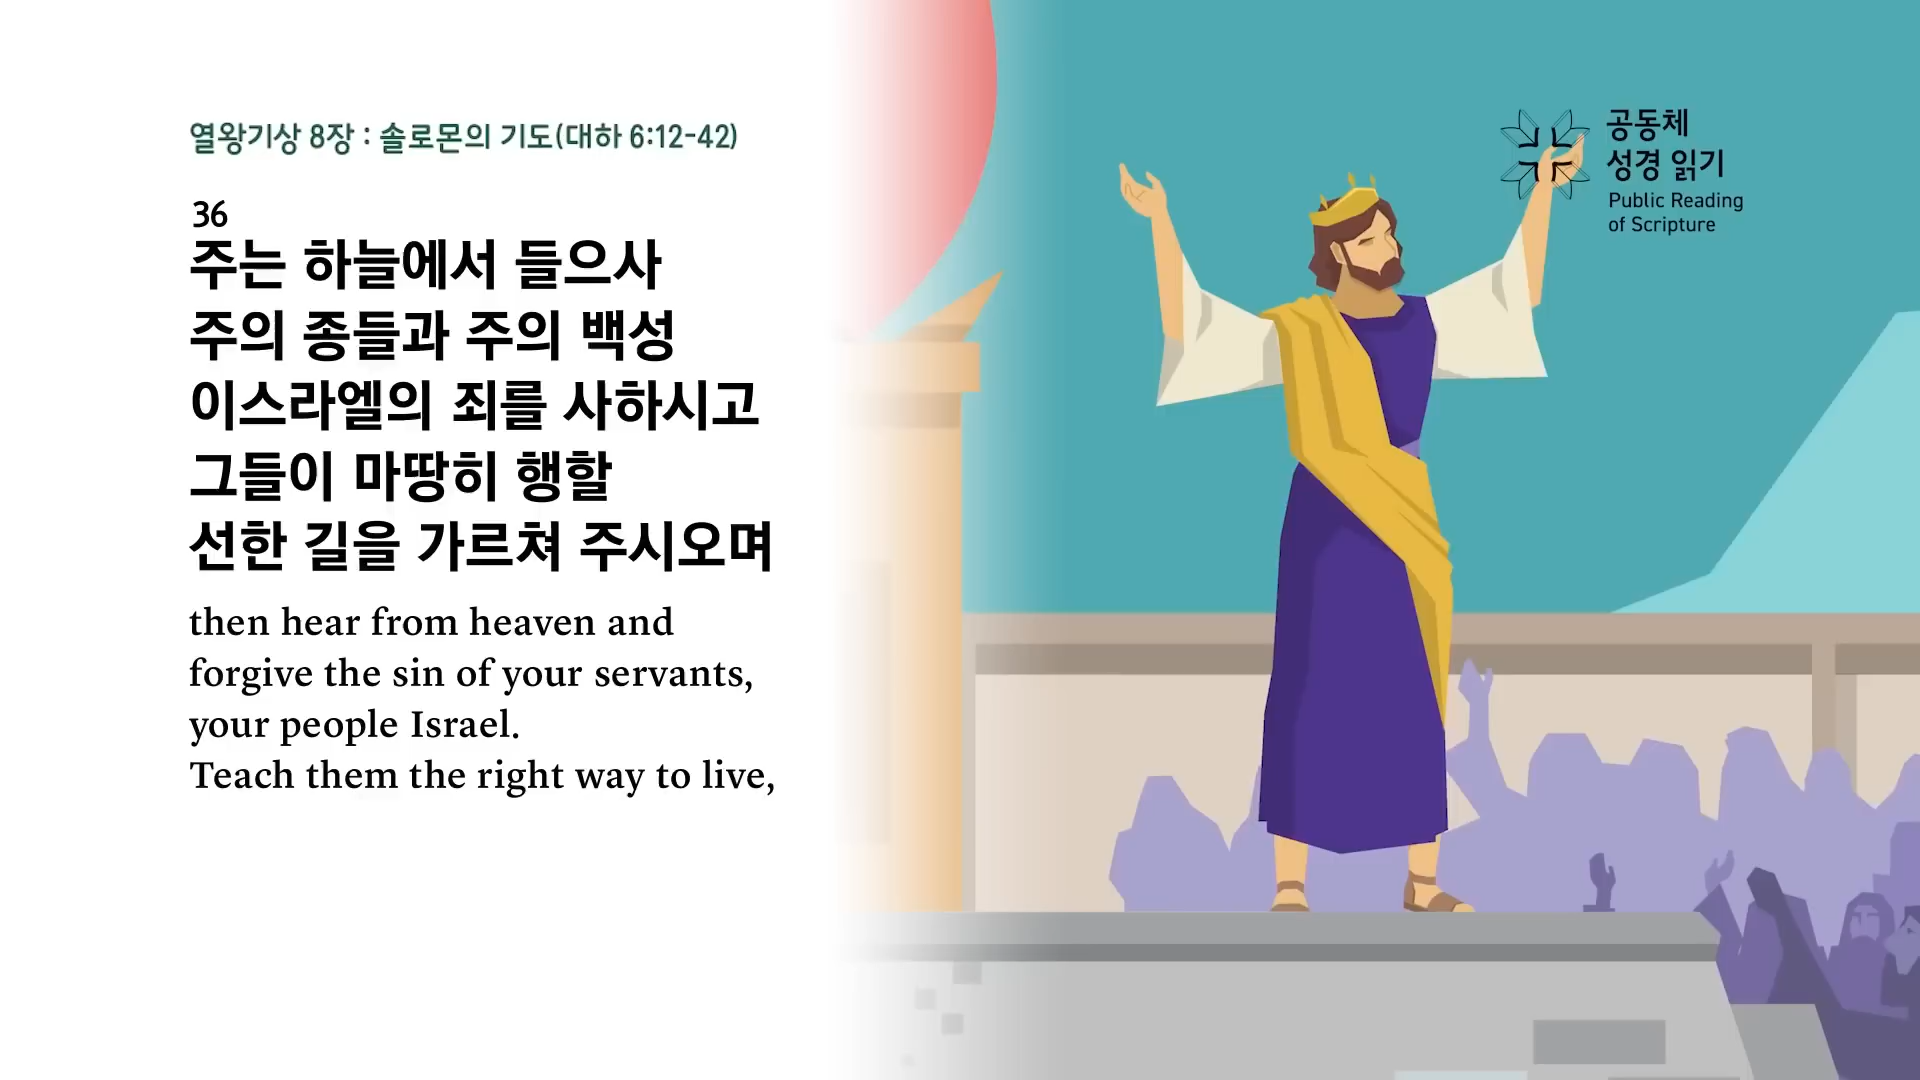 열왕기상 8장 : 솔로몬의 기도(대하 6:12-42)
36
주는 하늘에서 들으사
주의 종들과 주의 백성
이스라엘의 죄를 사하시고
그들이 마땅히 행할
선한 길을 가르쳐 주시오며
then hear from heaven and
forgive the sin of your servants,
your people Israel.
Teach them the right way to live,
공동체
성경 읽기
Public Reading
of Scripture